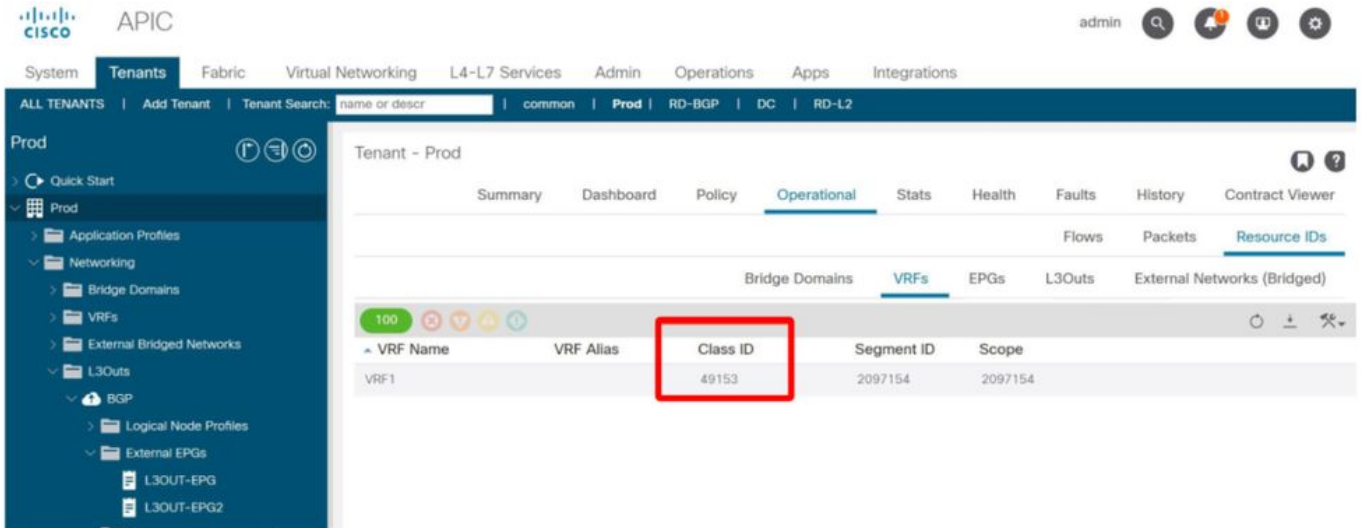 CISCO APIC admin 1
System Tenants Fabric Virtual Networking L4-L7 Services Admin Operations Apps Integrations
ALL TENANTS | Add Tenant | Tenant Search: name or descr | common | Prod | RD-BGP | DC | RD-L2
Prod
Quick Start
Prod
Application Profiles
Networking
Bridge Domains
VRFs
External Bridged Networks
L3Outs
BGP
Logical Node Profiles
External EPGs
L3OUT-EPG
L3OUT-EPG2
Tenant - Prod
Summary Dashboard Policy Operational Stats Health Faults History Contract Viewer
Flows Packets Resource IDs
Bridge Domains VRFs EPGs L3Outs External Networks (Bridged)
100
VRF Name VRF Alias Class ID Segment ID Scope
VRF1 49153 2097154 2097154